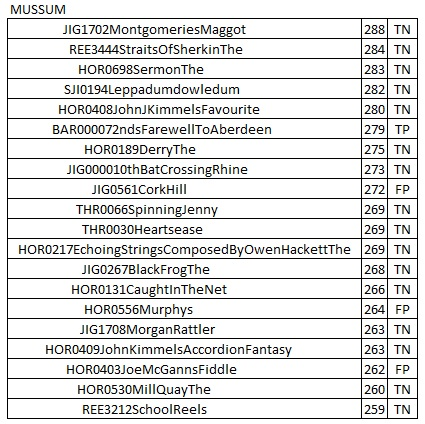 MUSSUM
JIG1702MontgomeriesMaggot 288 TN
REE3444StraitsOfSherkinThe 284 TN
HOR0698SermonThe 283 TN
SJI0194Leppadumdowledum 282 TN
HOR0408JohnJKimmelsFavourite 280 TN
BAR000072ndsFarewellToAberdeen 279 TP
HOR0189DerryThe 275 TN
JIG000010thBatCrossingRhine 273 TN
JIG0561CorkHill 272 FP
THR0066SpinningJenny 269 TN
THR0030Heartsease 269 TN
HOR0217EchoingStringsComposedByOwenHackettThe 269 TN
JIG0267BlackFrogThe 268 TN
HOR0131CaughtInTheNet 266 TN
HOR0556Murphys 264 FP
JIG1708MorganRattler 263 TN
HOR0409JohnKimmelsAccordionFantasy 263 TN
HOR0403JoeMcGannsFiddle 262 FP
HOR0530MillQuayThe 260 TN
REE3212SchoolReels 259 TN